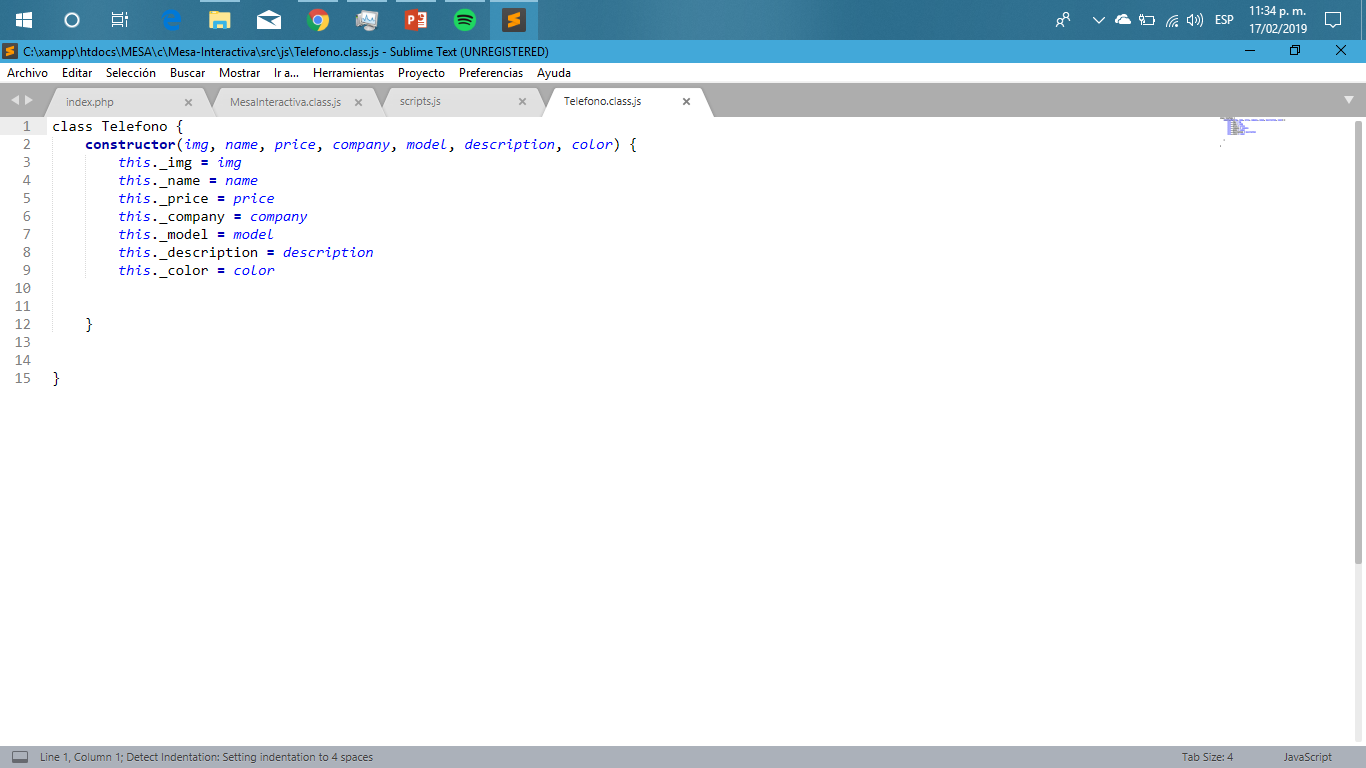 ESP
11:34 p. m.
17/02/2019
C:\xampp\htdocs\MESA\c\Mesa-Interactiva\src\js\Telefono.class.js - Sublime Text (UNREGISTERED)
Archivo Editar Selección Buscar Mostrar Ir a... Herramientas Proyecto Preferencias Ayuda
index.php MesaInteractiva.class.js scripts.js Telefono.class.js
1 class Telefono {
2 constructor(img, name, price, company, model, description, color) {
3 this._img = img
4 this._name = name
5 this._price = price
6 this._company = company
7 this._model = model
8 this._description = description
9 this._color = color
10
11
12 }
13
14
15 }
Line 1, Column 1; Detect Indentation: Setting indentation to 4 spaces Tab Size: 4 JavaScript